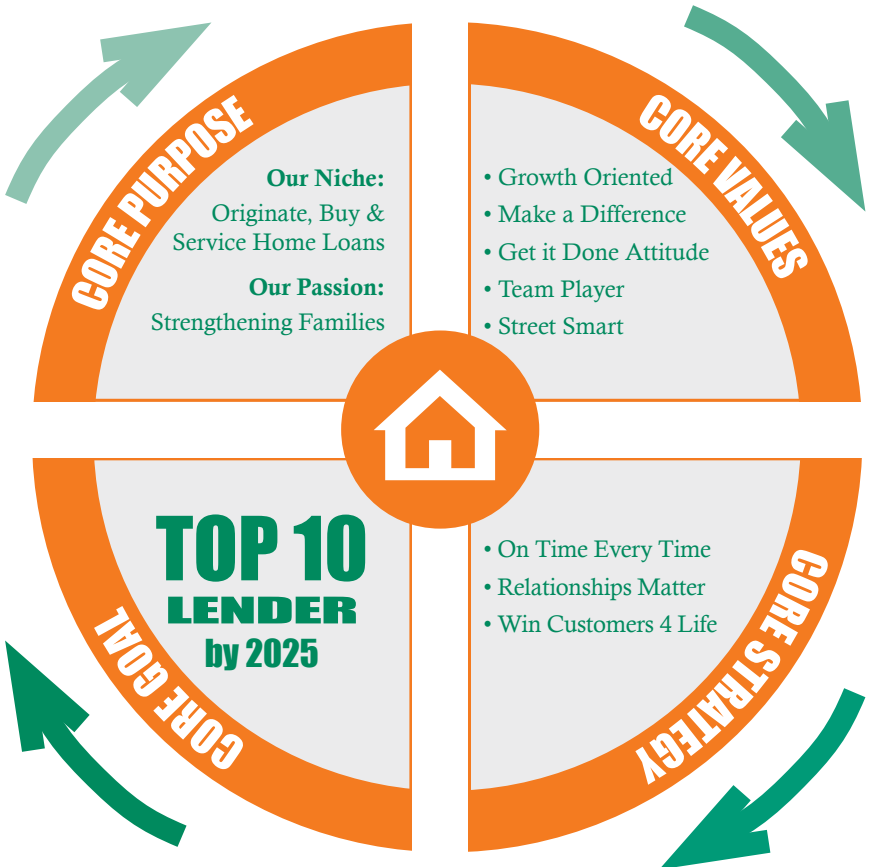 CORE PURPOSE
Our Niche:
Originate, Buy &
Service Home Loans
Our Passion:
Strengthening Families
CORE VALUES
• Growth Oriented
• Make a Difference
• Get it Done Attitude
• Team Player
• Street Smart
CORE GOAL
TOP 10
LENDER
by 2025
CORE STRATEGY
• On Time Every Time
• Relationships Matter
• Win Customers 4 Life